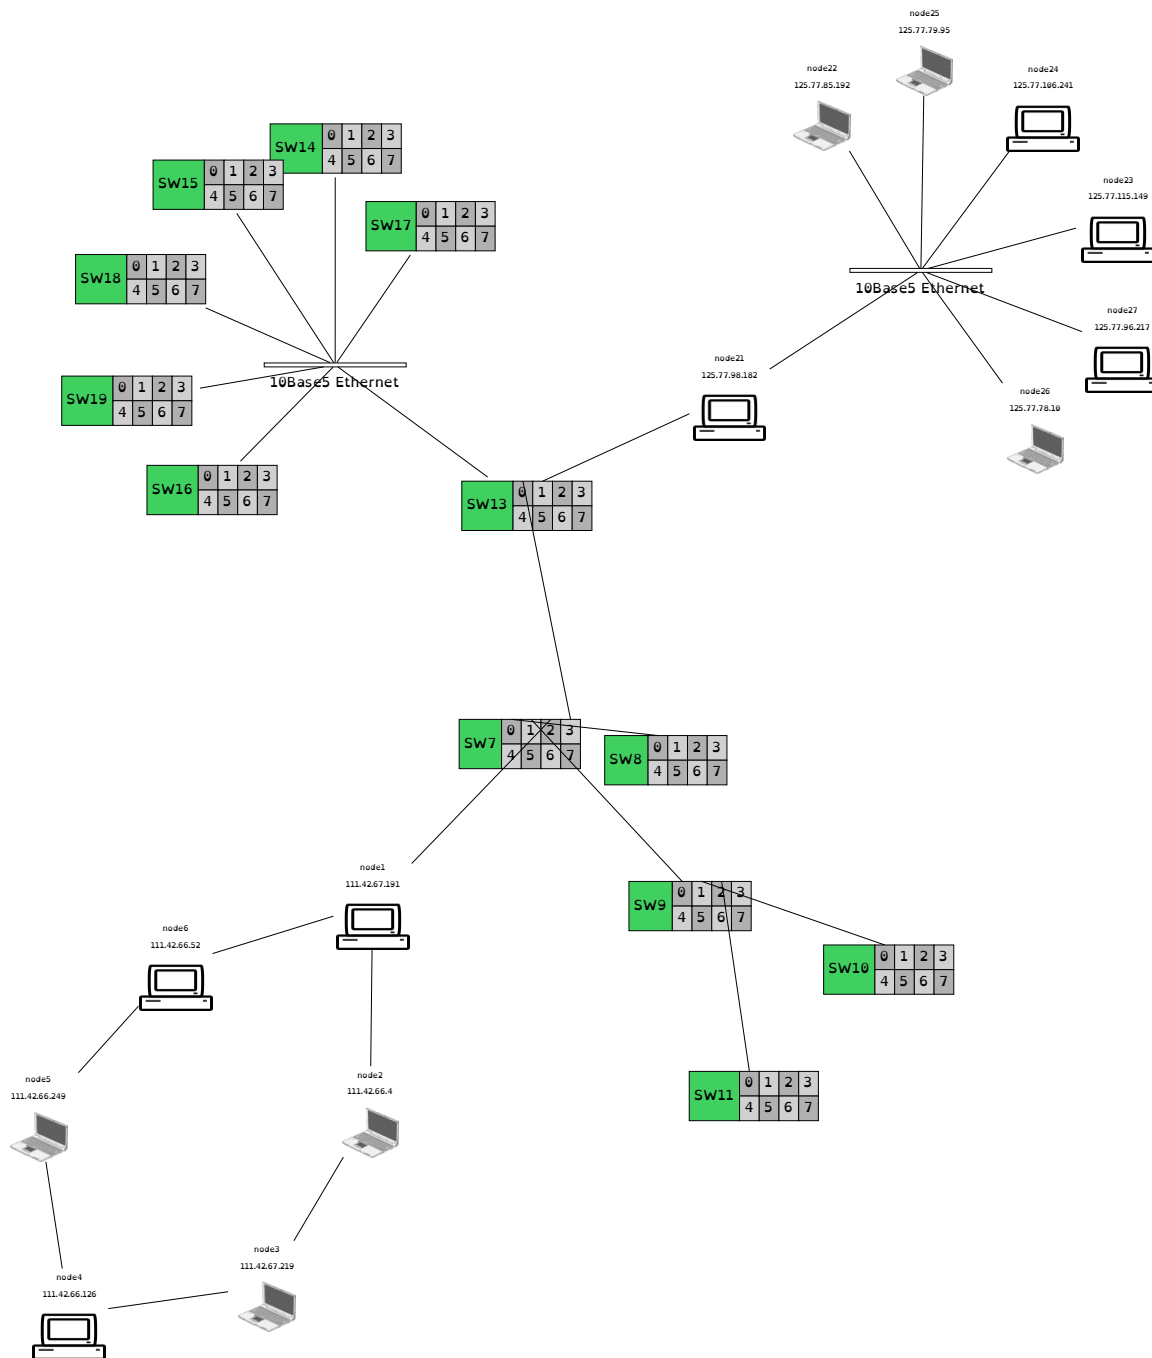 node25
125.77.79.95
node22
125.77.85.192
node24
125.77.106.241
SW14 0 1 2 3
4 5 6 7
SW15 0 1 2 3
4 5 6 7
node23
125.77.115.149
SW17 0 1 2 3
4 5 6 7
SW18 0 1 2 3
4 5 6 7
10Base5 Ethernet
node27
125.77.96.217
node21
125.77.98.182
10Base5 Ethernet
SW19 0 1 2 3
4 5 6 7
node26
125.77.78.10
SW16 0 1 2 3
4 5 6 7
SW13 0 1 2 3
4 5 6 7
SW7 0 1 2 3
4 5 6 7
SW8 0 1 2 3
4 5 6 7
node1
111.42.67.191
SW9 0 1 2 3
4 5 6 7
node6
111.42.66.52
SW10 0 1 2 3
4 5 6 7
node5
111.42.66.249
node2
111.42.66.4
SW11 0 1 2 3
4 5 6 7
node3
111.42.67.219
node4
111.42.66.126